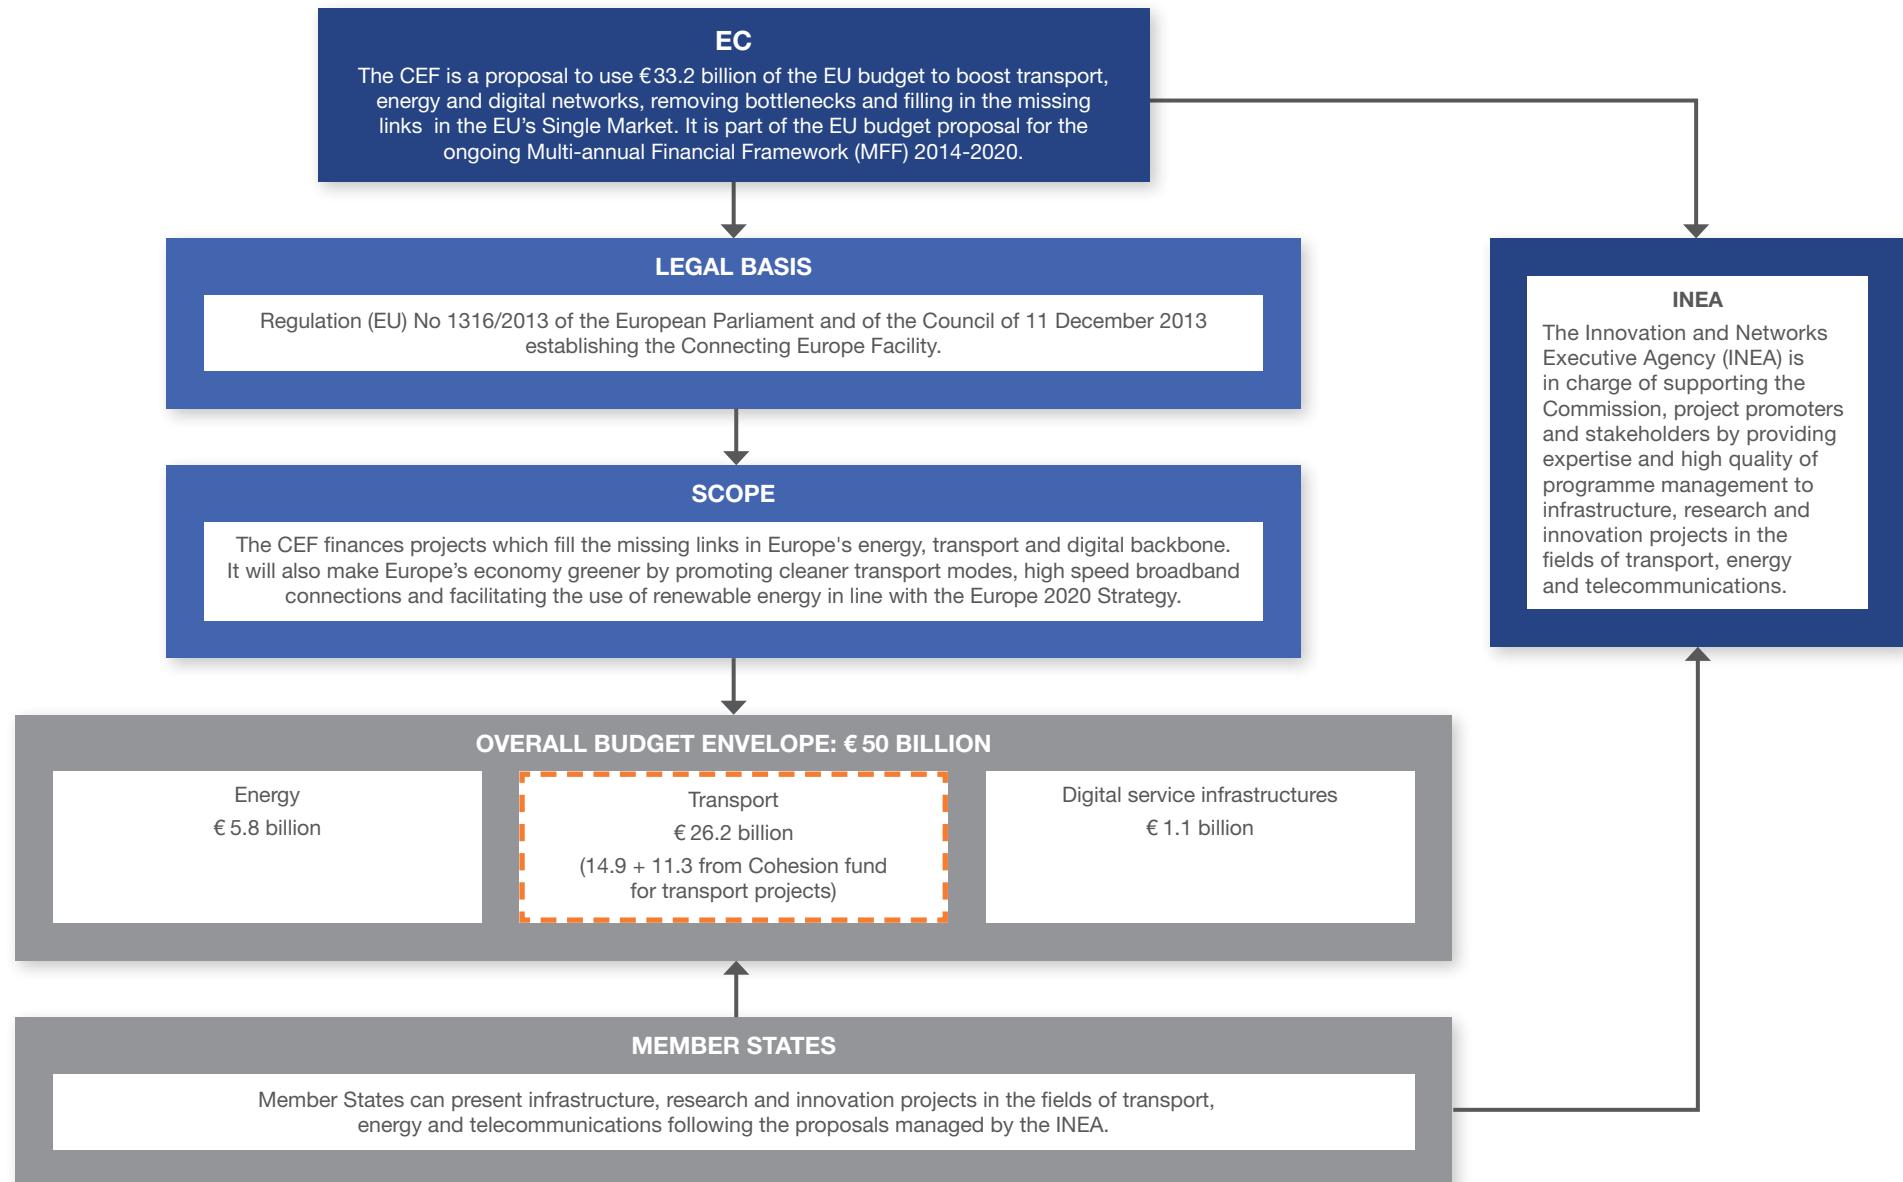 EC
The CEF is a proposal to use €33.2 billion of the EU budget to boost transport,
energy and digital networks, removing bottlenecks and filling in the missing
links in the EU’s Single Market. It is part of the EU budget proposal for the
ongoing Multi-annual Financial Framework (MFF) 2014-2020.
LEGAL BASIS
Regulation (EU) No 1316/2013 of the European Parliament and of the Council of 11 December 2013
establishing the Connecting Europe Facility.
INEA
The Innovation and Networks
Executive Agency (INEA) is
in charge of supporting the
Commission, project promoters
and stakeholders by providing
expertise and high quality of
programme management to
infrastructure, research and
innovation projects in the
fields of transport, energy
and telecommunications.
SCOPE
The CEF finances projects which fill the missing links in Europe's energy, transport and digital backbone.
It will also make Europe’s economy greener by promoting cleaner transport modes, high speed broadband
connections and facilitating the use of renewable energy in line with the Europe 2020 Strategy.
OVERALL BUDGET ENVELOPE: € 50 BILLION
Energy
€ 5.8 billion
Transport
€ 26.2 billion
(14.9 + 11.3 from Cohesion fund
for transport projects)
Digital service infrastructures
€ 1.1 billion
MEMBER STATES
Member States can present infrastructure, research and innovation projects in the fields of transport,
energy and telecommunications following the proposals managed by the INEA.